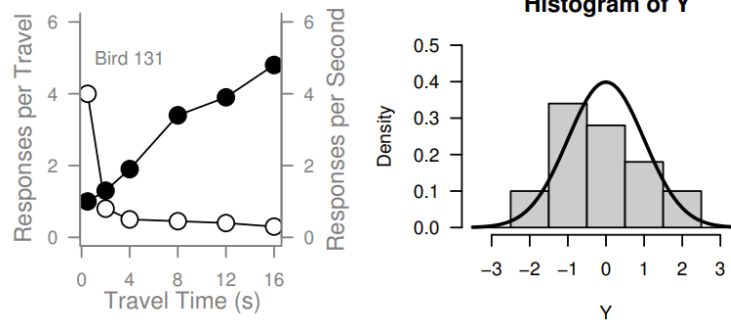 Responses per Travel
6
4
2
0
Bird 131
6
4
2
0
Responses per Second
0 4 8 12 16
Travel Time (s)
Histogram of Y
Density
0.5
0.4
0.3
0.2
0.1
0.0
−3 −2 −1 0 1 2 3
Y